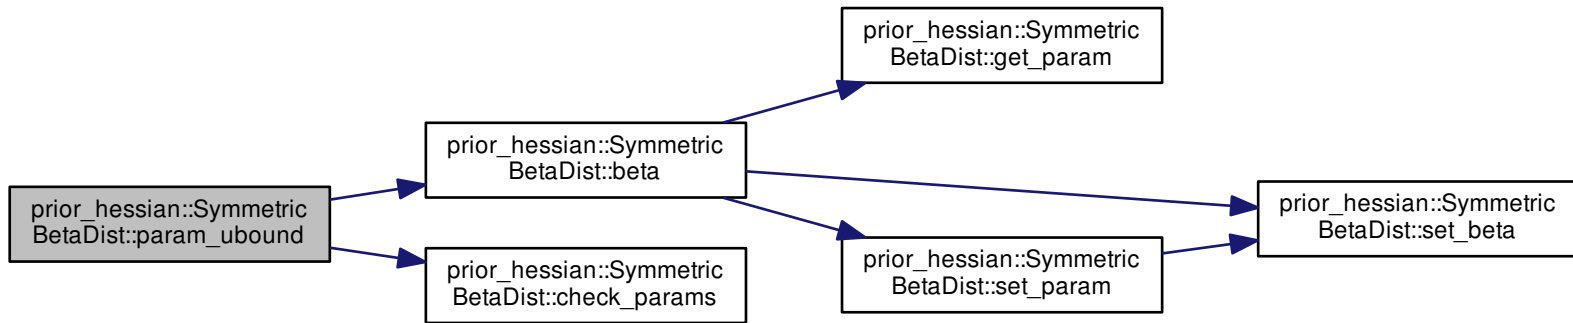 prior_hessian::Symmetric
BetaDist::param_ubound
prior_hessian::Symmetric
BetaDist::beta
prior_hessian::Symmetric
BetaDist::check_params
prior_hessian::Symmetric
BetaDist::get_param
prior_hessian::Symmetric
BetaDist::set_param
prior_hessian::Symmetric
BetaDist::set_beta